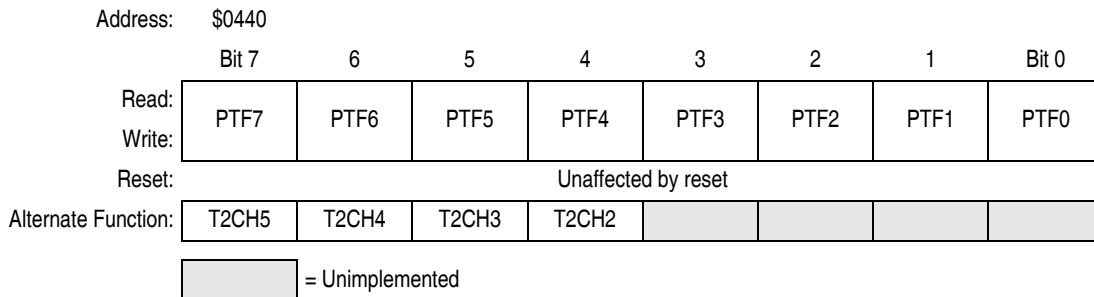 Address: $0440
Bit 7 6 5 4 3 2 1 Bit 0
Read:
PTF7 PTF6 PTF5 PTF4 PTF3 PTF2 PTF1 PTF0
Write:
Reset: Unaffected by reset
Alternate Function: T2CH5 T2CH4 T2CH3 T2CH2
= Unimplemented